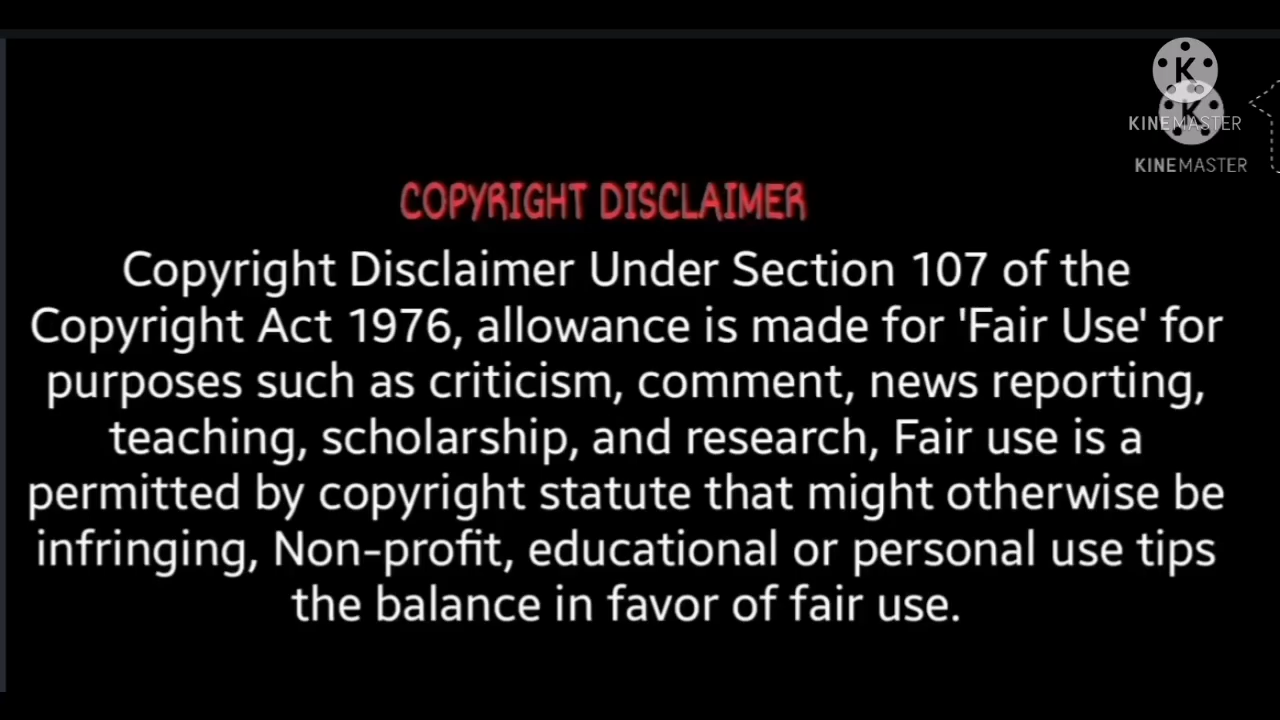 K
K
KINEMASTER
KINEMASTER
COPYRIGHT DISCLAIMER
Copyright Disclaimer Under Section 107 of the
Copyright Act 1976, allowance is made for 'Fair Use' for
purposes such as criticism, comment, news reporting,
teaching, scholarship, and research, Fair use is a
permitted by copyright statute that might otherwise be
infringing, Non-profit, educational or personal use tips
the balance in favor of fair use.